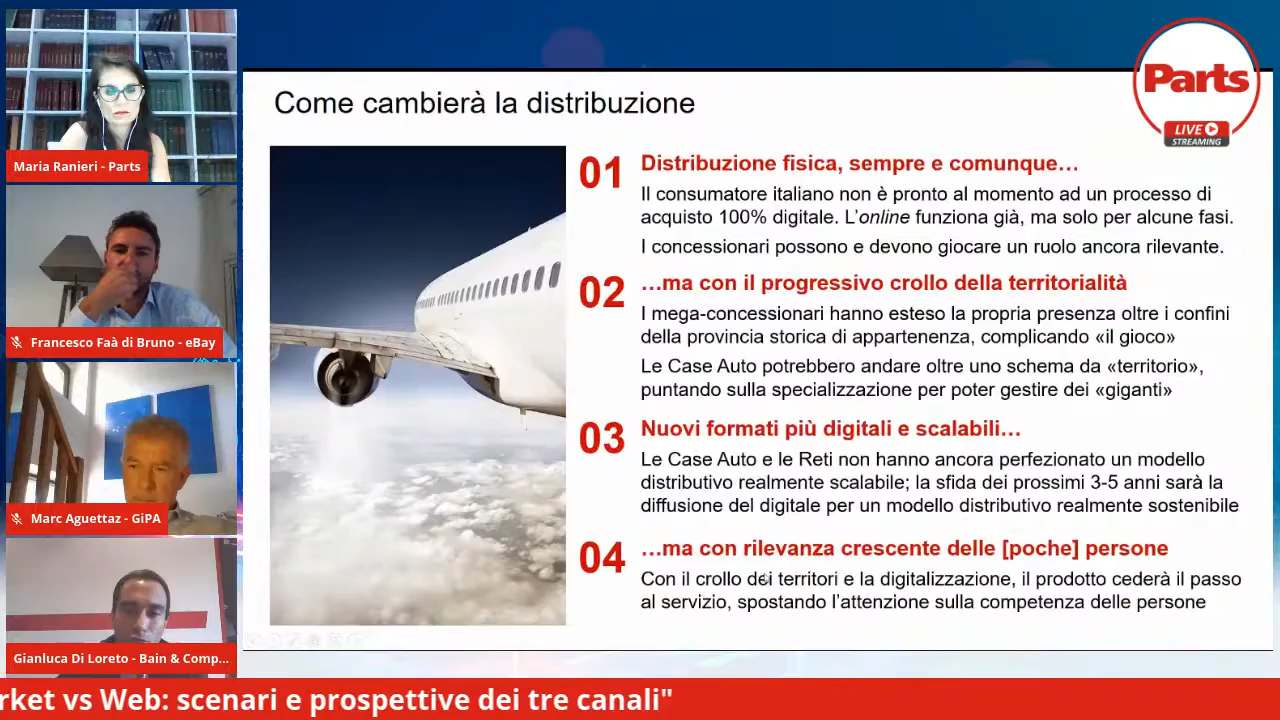 Maria Ranieri - Parts
Francesco Faà di Bruno - eBay
Marc Aguettaz - GiPA
Gianluca Di Loreto - Bain & Comp...
Parts
LIVE
STREAMING
Come cambierà la distribuzione
01
Distribuzione fisica, sempre e comunque…
Il consumatore italiano non è pronto al momento ad un processo di
acquisto 100% digitale. L’online funziona già, ma solo per alcune fasi.
I concessionari possono e devono giocare un ruolo ancora rilevante.
02
…ma con il progressivo crollo della territorialità
I mega-concessionari hanno esteso la propria presenza oltre i confini
della provincia storica di appartenenza, complicando «il gioco»
Le Case Auto potrebbero andare oltre uno schema da «territorio»,
puntando sulla specializzazione per poter gestire dei «giganti»
03
Nuovi formati più digitali e scalabili…
Le Case Auto e le Reti non hanno ancora perfezionato un modello
distributivo realmente scalabile; la sfida dei prossimi 3-5 anni sarà la
diffusione del digitale per un modello distributivo realmente sostenibile
04
…ma con rilevanza crescente delle [poche] persone
Con il crollo dei territori e la digitalizzazione, il prodotto cederà il passo
al servizio, spostando l’attenzione sulla competenza delle persone
rket vs Web: scenari e prospettive dei tre canali"